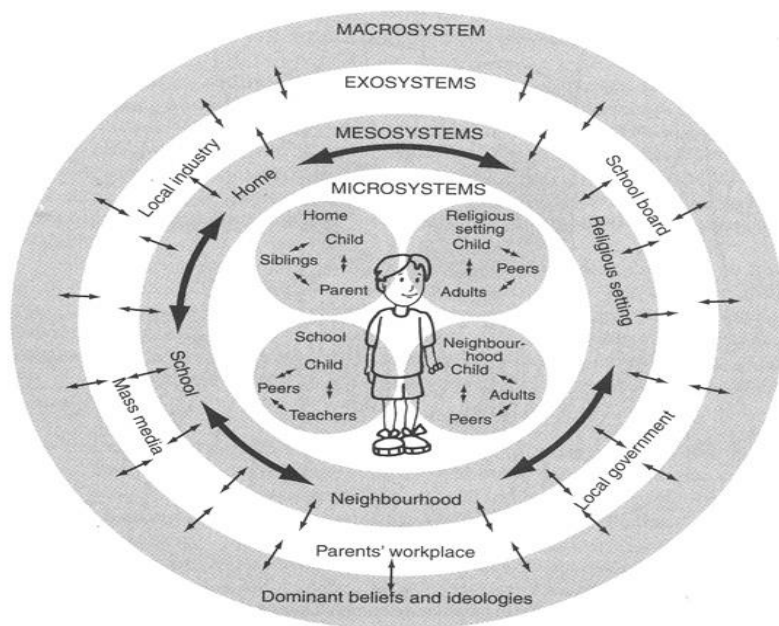 MACROSYSTEM
EXOSYSTEMS
MESOSYSTEMS
MICROSYSTEMS
Local industry
Home
School board
Religious setting
Home
Child
Siblings
Parent
Religious
setting
Child
Peers
Adults
School
Child
Peers
Teachers
Neighbour-
hood
Child
Adults
Peers
School
Mass media
Neighbourhood
Local government
Parents' workplace
Dominant beliefs and ideologies